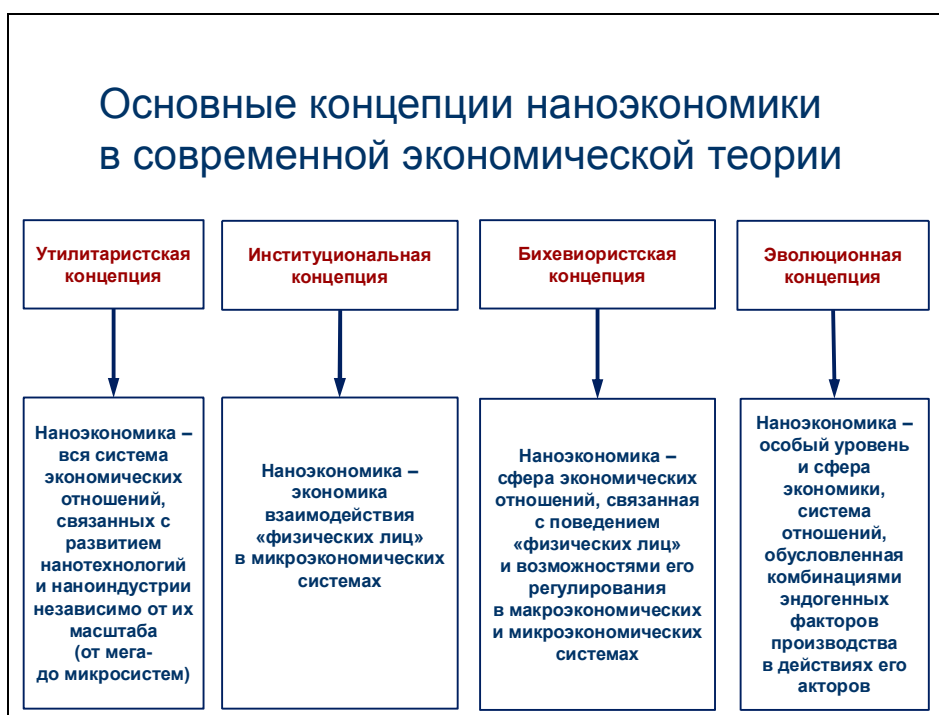 Основные концепции наноэкономики
в современной экономической теории
Утилитаристская
концепция
Институциональная
концепция
Бихевиористская
концепция
Эволюционная
концепция
Наноэкономика –
вся система
экономических
отношений,
связанных с
развитием
нанотехнологий
и наноиндустрии
независимо от их
масштаба
(от мега-
до микросистем)
Наноэкономика –
экономика
взаимодействия
«физических лиц»
в микроэкономических
системах
Наноэкономика –
сфера экономических
отношений, связанная
с поведением
«физических лиц»
и возможностями его
регулирования
в макроэкономических
и микроэкономических
системах
Наноэкономика –
особый уровень
и сфера
экономики,
система
отношений,
обусловленная
комбинациями
эндогенных
факторов
производства
в действиях его
акторов